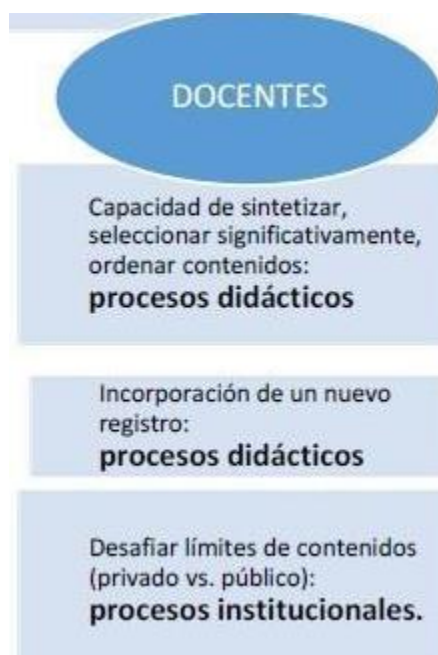 DOCENTES
Capacidad de sintetizar,
seleccionar significativamente,
ordenar contenidos:
procesos didácticos
Incorporación de un nuevo
registro:
procesos didácticos
Desafiar límites de contenidos
(privado vs. público):
procesos institucionales.